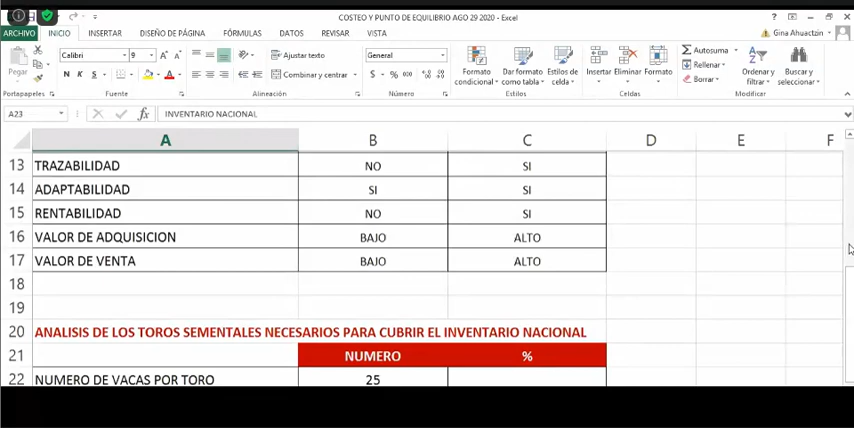 COSTEO Y PUNTO DE EQUILIBRIO AGO 29 2020 - Excel
ARCHIVO INICIO INSERTAR DISEÑO DE PÁGINA FÓRMULAS DATOS REVISAR VISTA Gina Ahuactzin
Pegar
Calibri 9 A A
N K S A
Ajustar texto
Combinar y centrar
General
$ % 000
Formato condicional
Dar formato como tabla
Estilos de celda
Insertar Eliminar Formato
Autosuma
Rellenar
Borrar
Ordenar y filtrar
Buscar y seleccionar
Portapapeles Fuente Alineación Número Estilos Celdas Modificar
A23 fx INVENTARIO NACIONAL
A B C D E F
13 TRAZABILIDAD NO SI
14 ADAPTABILIDAD SI SI
15 RENTABILIDAD NO SI
16 VALOR DE ADQUISICION BAJO ALTO
17 VALOR DE VENTA BAJO ALTO
18
19
20 ANALISIS DE LOS TOROS SEMENTALES NECESARIOS PARA CUBRIR EL INVENTARIO NACIONAL
21 NUMERO %
22 NUMERO DE VACAS POR TORO 25